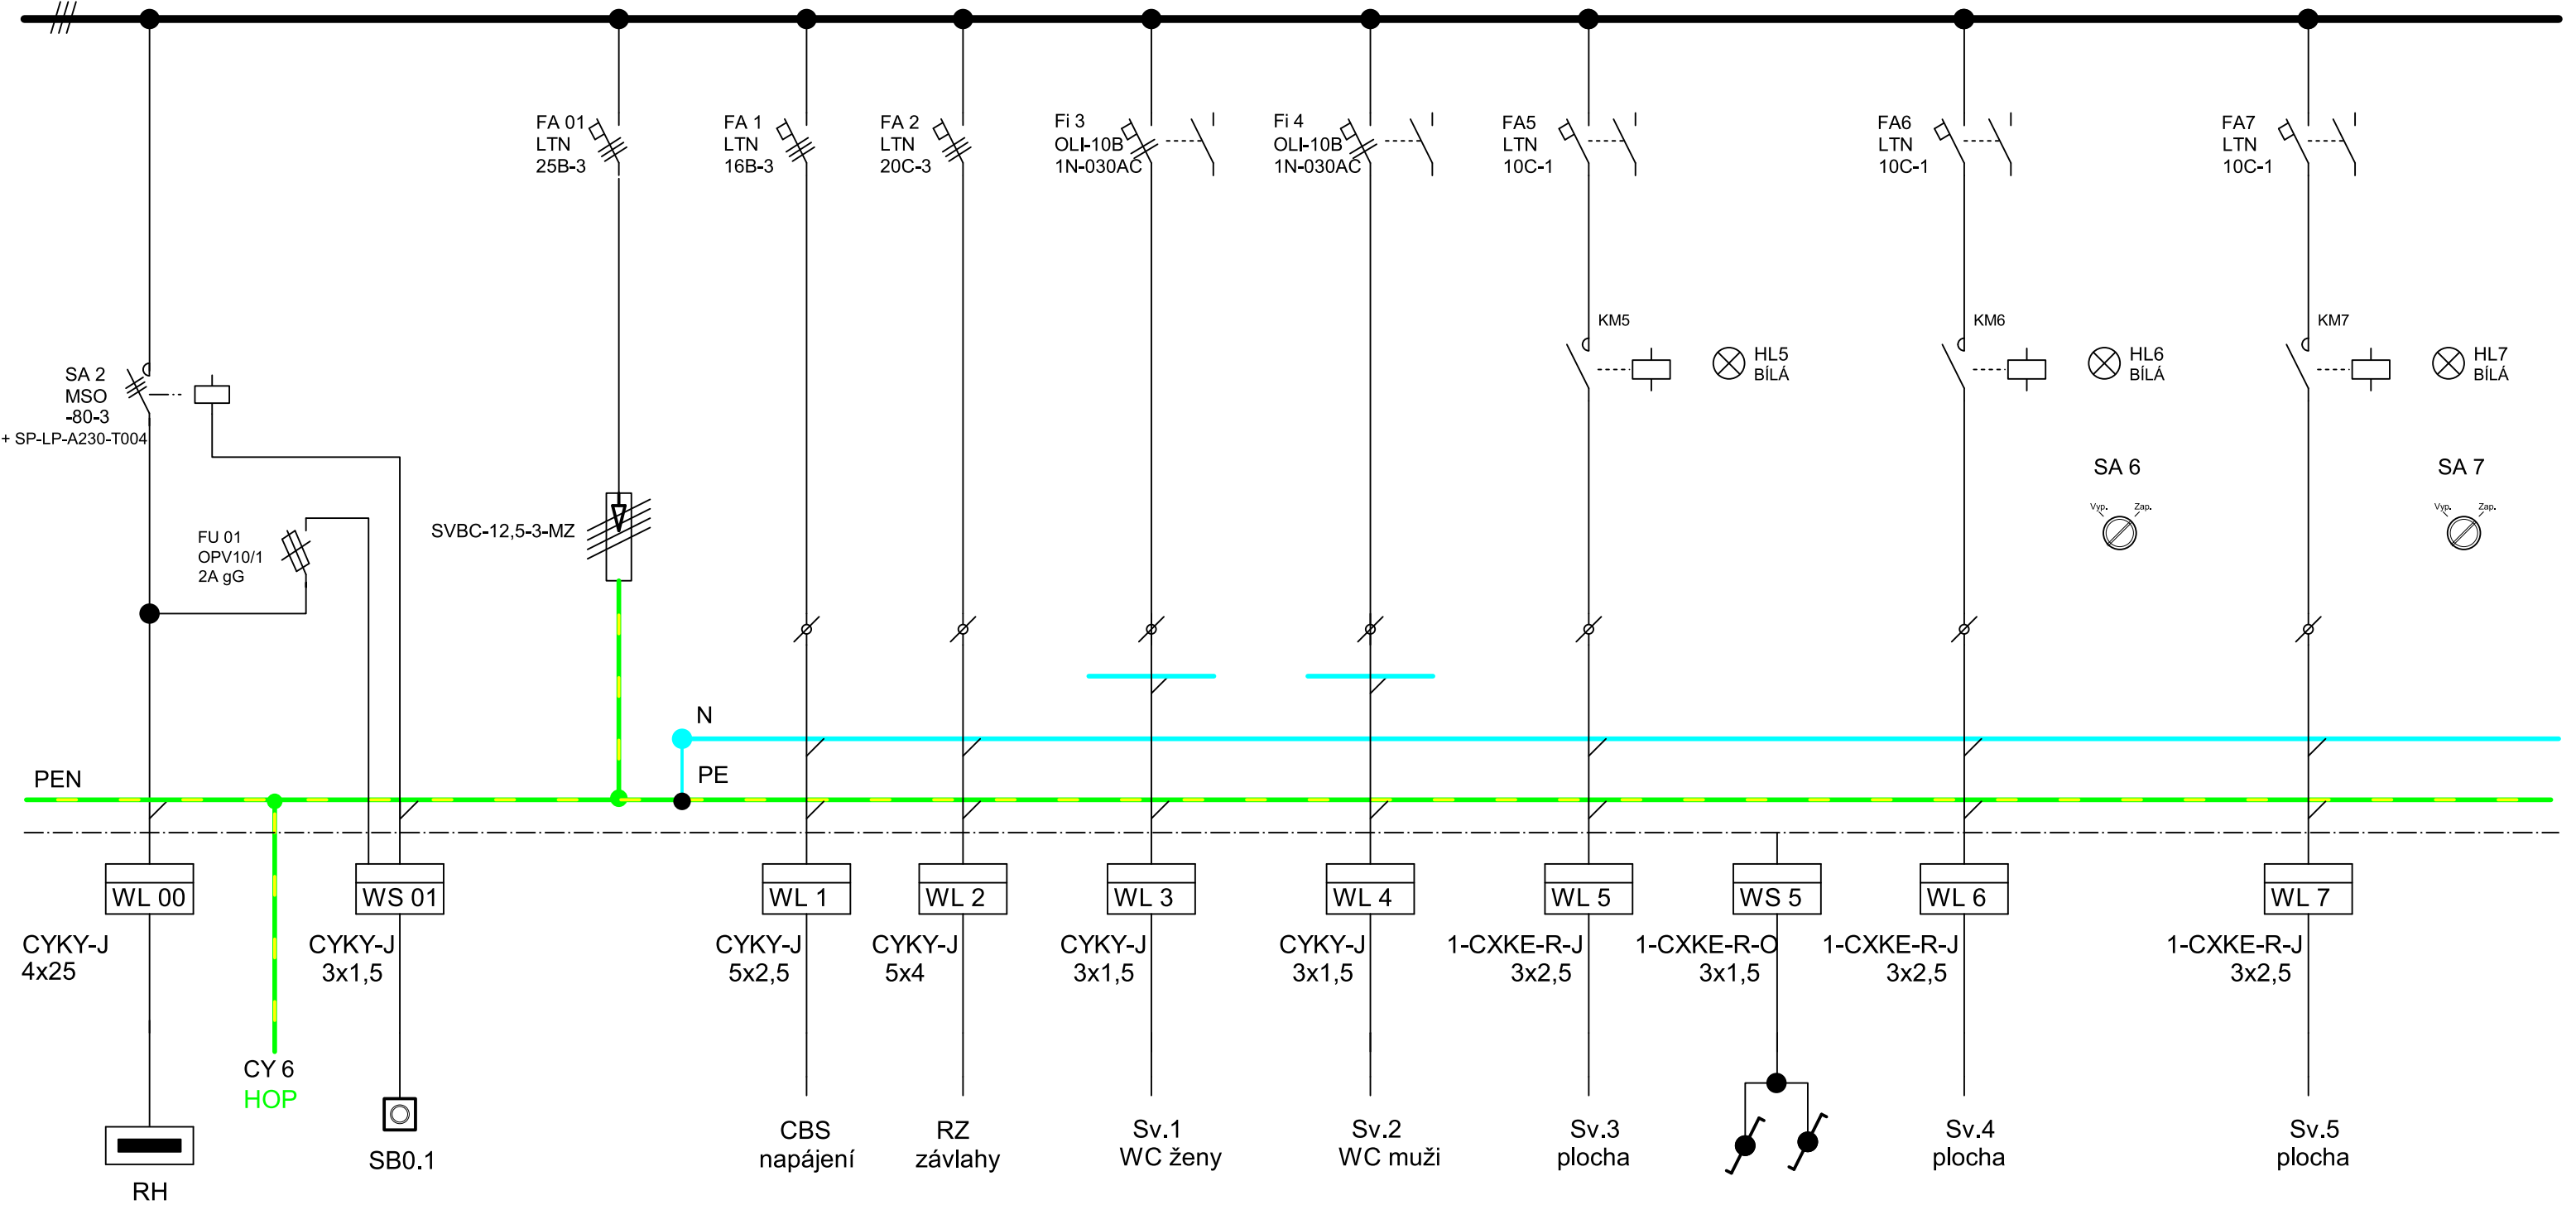 FA 01
LTN
25B-3
FA 1
LTN
16B-3
FA 2
LTN
20C-3
Fi 3
OLI-10B
1N-030AC
Fi 4
OLI-10B
1N-030AC
FA5
LTN
10C-1
FA6
LTN
10C-1
FA7
LTN
10C-1
KM5
KM6
KM7
SA 2
MSO
-80-3
+ SP-LP-A230-T004
HL5
BÍLÁ
HL6
BÍLÁ
HL7
BÍLÁ
SA 6
Vyp. Zap.
SA 7
Vyp. Zap.
FU 01
OPV10/1
2A gG
SVBC-12,5-3-MZ
N
PE
PEN
WL 00
WS 01
WL 1
WL 2
WL 3
WL 4
WL 5
WS 5
WL 6
WL 7
CYKY-J
4x25
CYKY-J
3x1,5
CYKY-J
5x2,5
CYKY-J
5x4
CYKY-J
3x1,5
CYKY-J
3x1,5
1-CXKE-R-J
3x2,5
1-CXKE-R-O
3x1,5
1-CXKE-R-J
3x2,5
1-CXKE-R-J
3x2,5
CY 6
HOP
RH
SB0.1
CBS
napájení
RZ
závlahy
Sv.1
WC ženy
Sv.2
WC muži
Sv.3
plocha
Sv.4
plocha
Sv.5
plocha